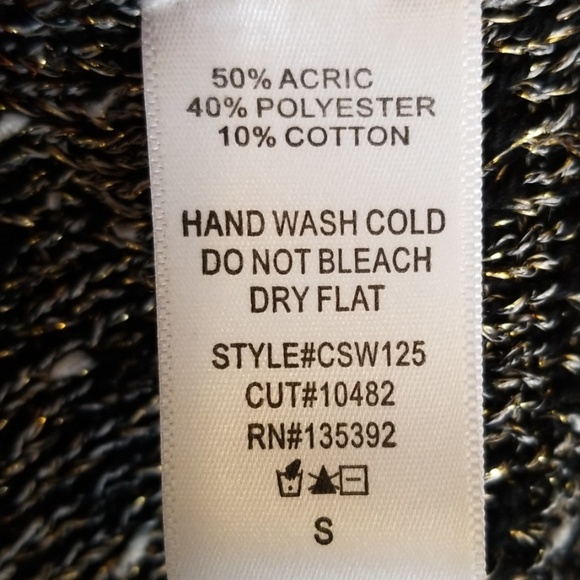 50% ACRIC
40% POLYESTER
10% COTTON
HAND WASH COLD
DO NOT BLEACH
DRY FLAT
STYLE#CSW125
CUT#10482
RN#135392
S